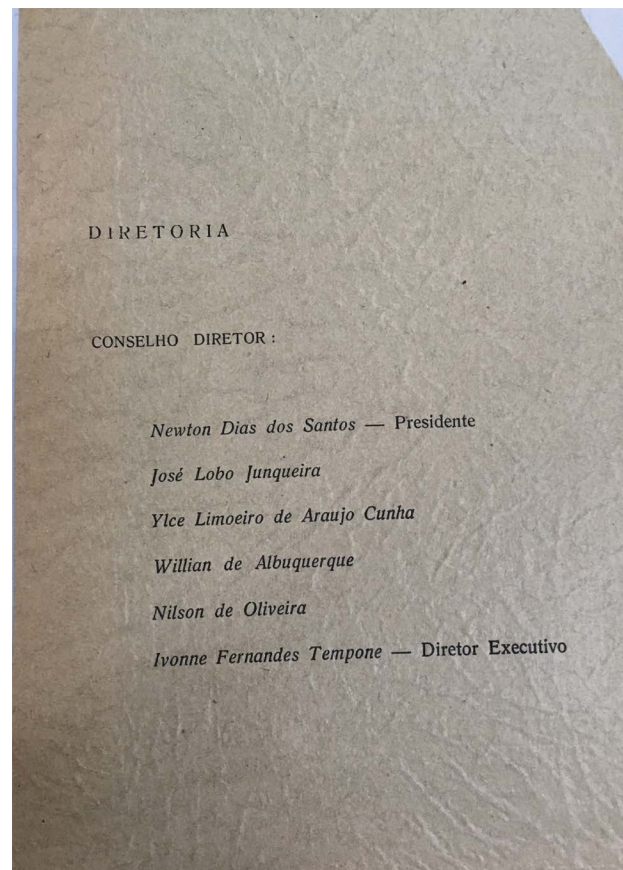 DIRETORIA
CONSELHO DIRETOR :
Newton Dias dos Santos — Presidente
José Lobo Junqueira
Ylce Limoeiro de Araujo Cunha
Willian de Albuquerque
Nilson de Oliveira
Ivonne Fernandes Tempone — Diretor Executivo